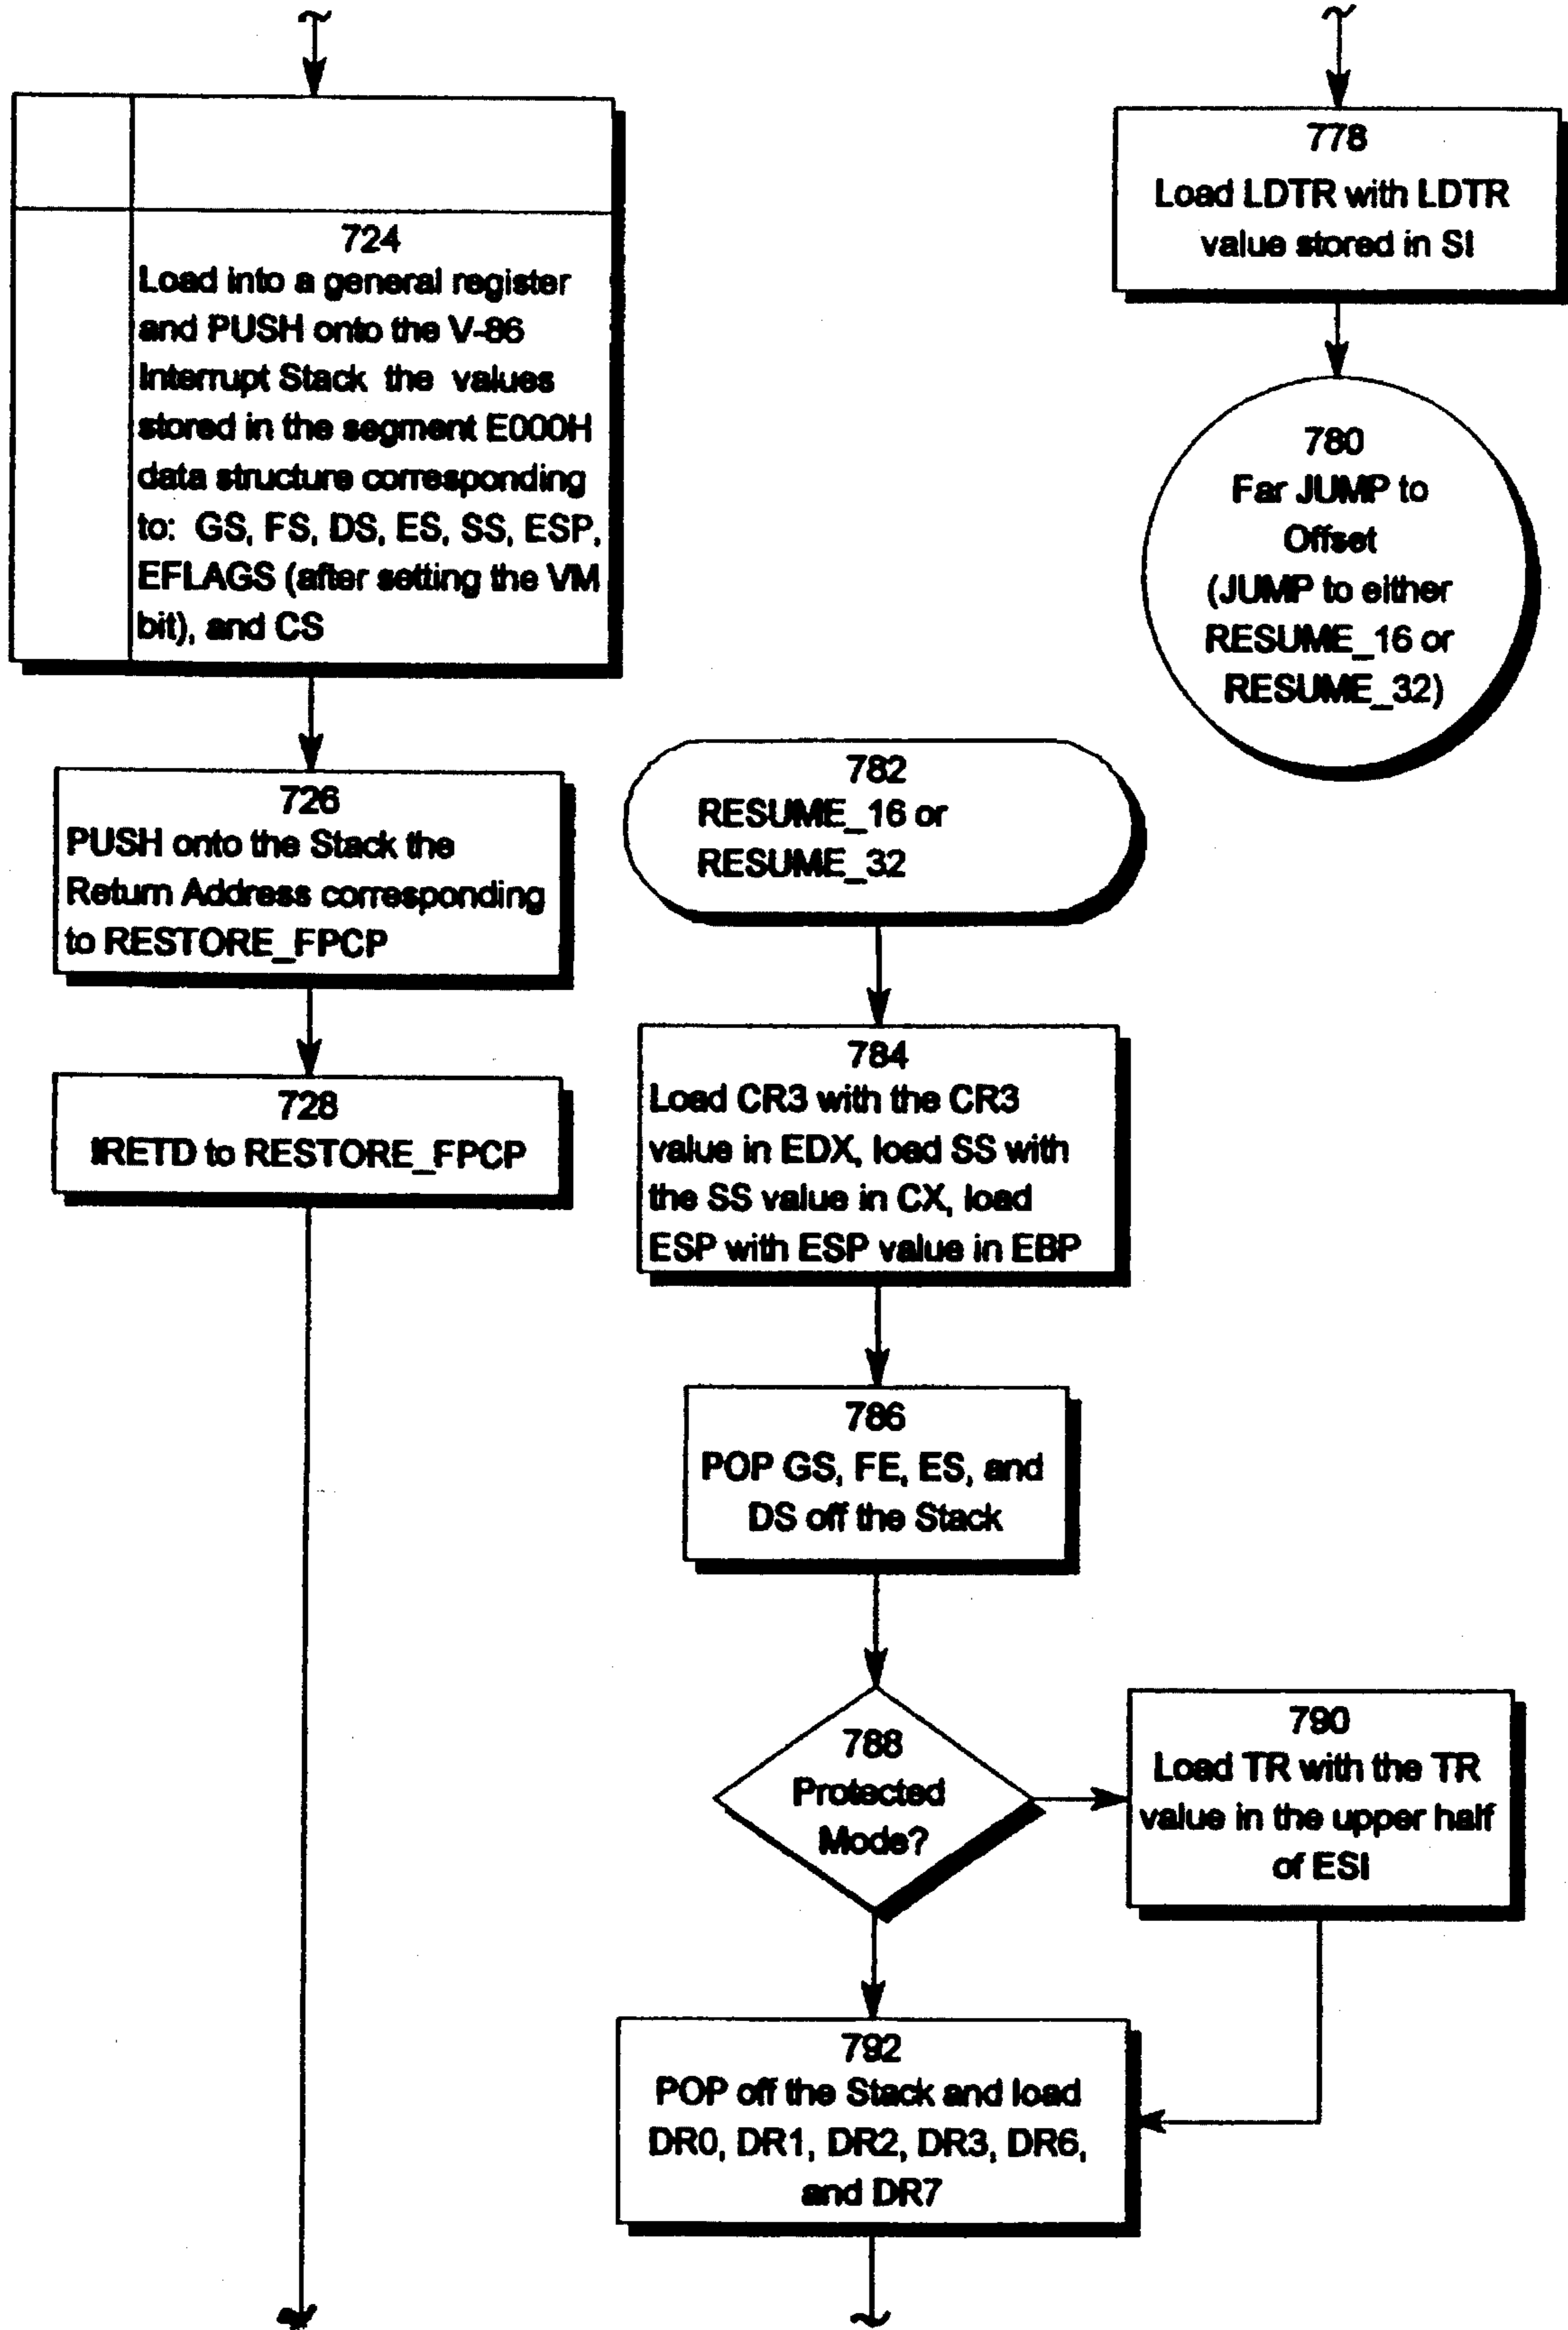 724
Load into a general register
and PUSH onto the V-86
Interrupt Stack the values
stored in the segment E000H
data structure corresponding
to: GS, FS, DS, ES, SS, ESP,
EFLAGS (after setting the VM
bit), and CS
726
PUSH onto the Stack the
Return Address corresponding
to RESTORE_FPCP
728
IRETD to RESTORE_FPCP
778
Load LDTR with LDTR
value stored in SI
780
Far JUMP to
Offset
(JUMP to either
RESUME_16 or
RESUME_32)
782
RESUME_16 or
RESUME_32
784
Load CR3 with the CR3
value in EDX, load SS with
the SS value in CX, load
ESP with ESP value in EBP
786
POP GS, FE, ES, and
DS off the Stack
788
Protected
Mode?
790
Load TR with the TR
value in the upper half
of ESI
792
POP off the Stack and load
DR0, DR1, DR2, DR3, DR6,
and DR7